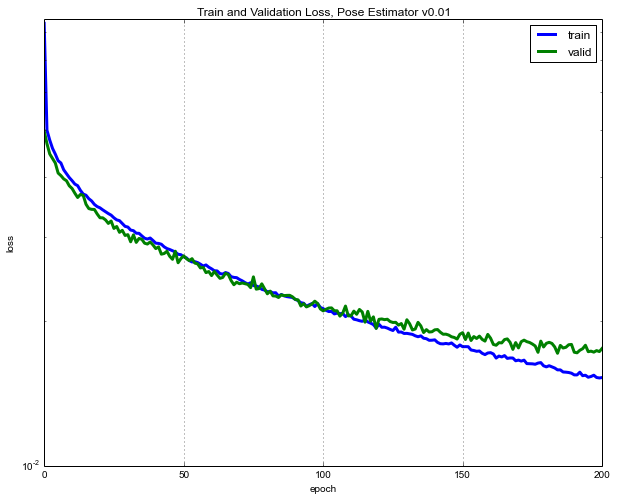 Train and Validation Loss, Pose Estimator v0.01
train
valid
loss
10^-2
0 50 100 150 200
epoch